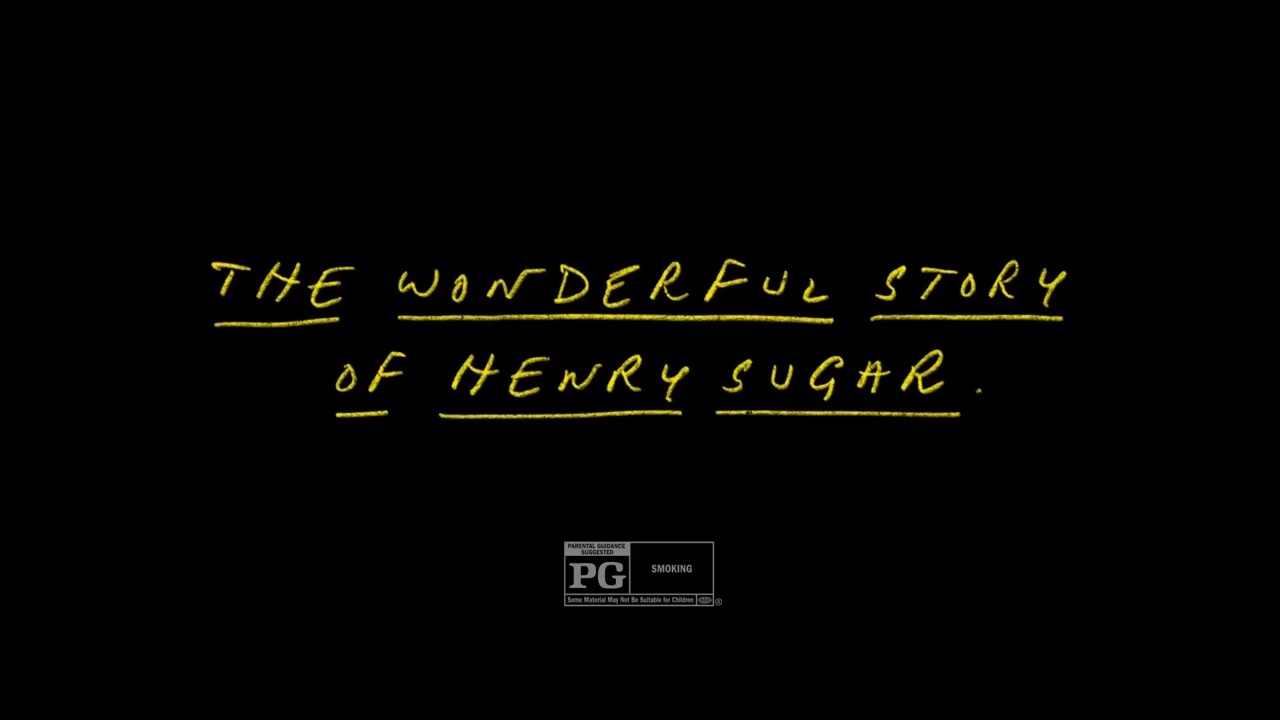 THE WONDERFUL STORY
OF HENRY SUGAR.
PARENTAL GUIDANCE
SUGGESTED
PG
SMOKING
Some Material May Not Be Suitable for Children
®